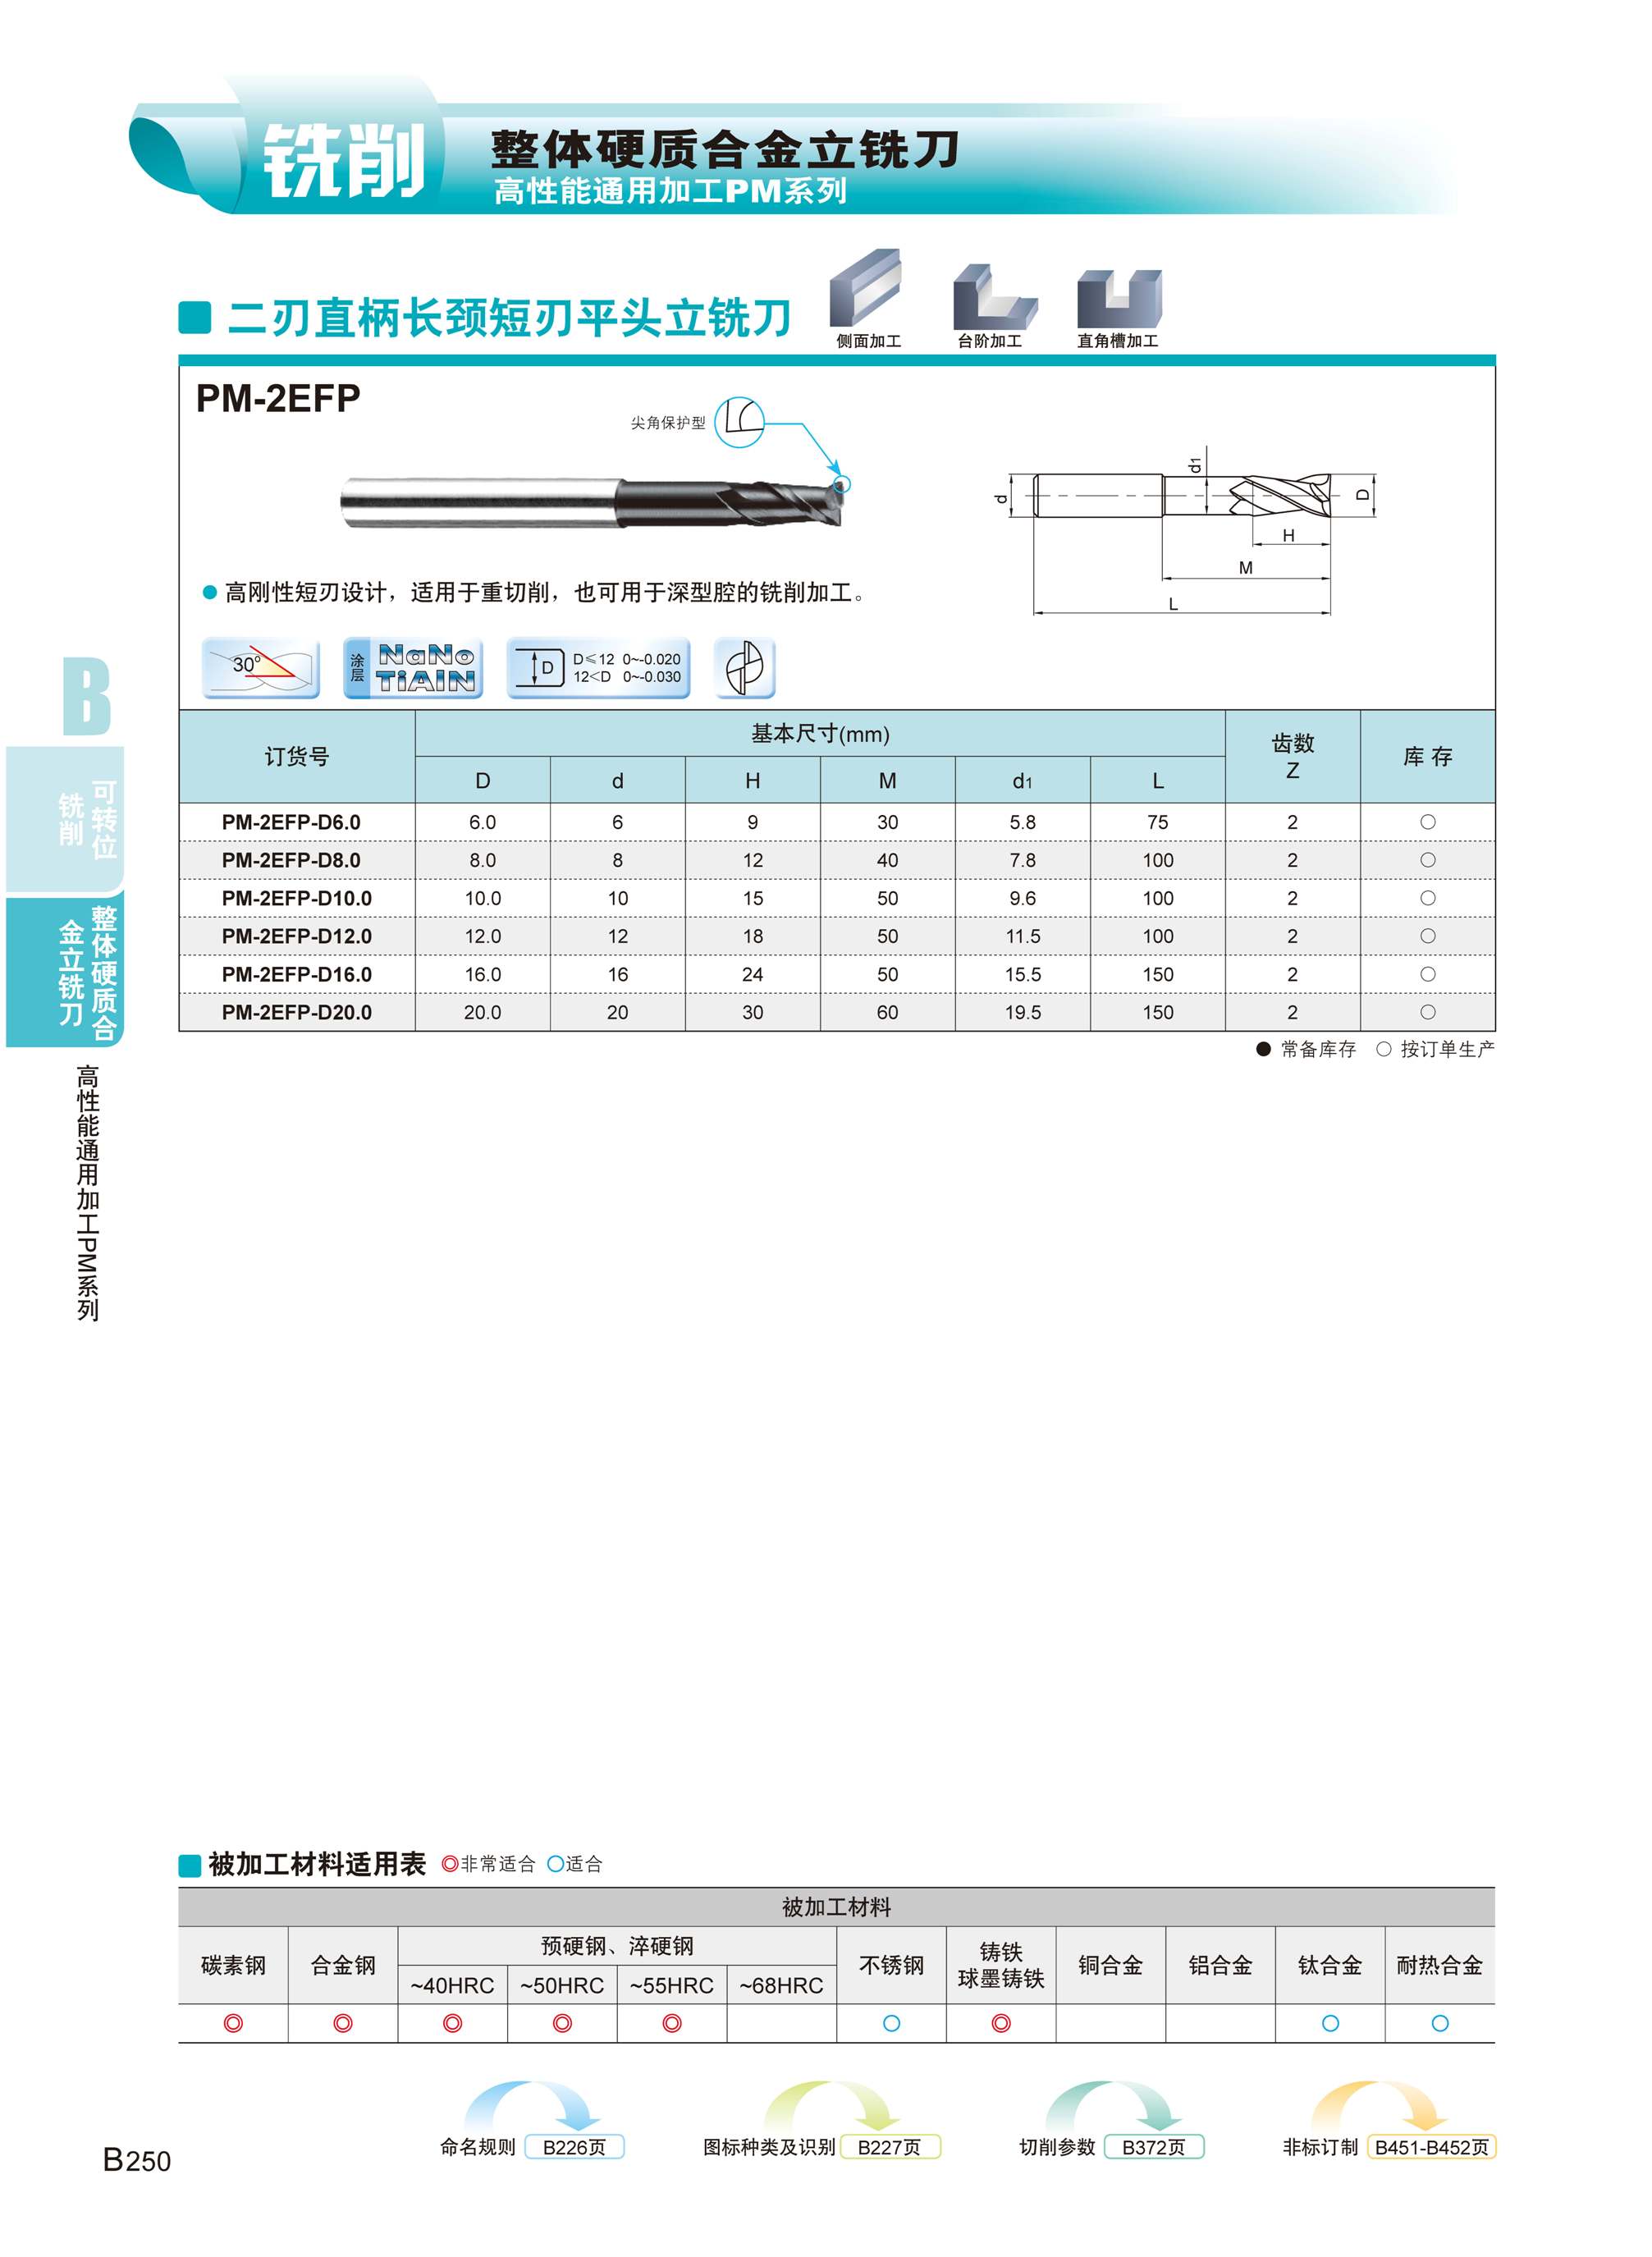 铣削
整体硬质合金立铣刀
高性能通用加工PM系列
二刃直柄长颈短刃平头立铣刀
侧面加工
台阶加工
直角槽加工
PM-2EFP
尖角保护型
d
d1
D
H
M
L
高刚性短刃设计，适用于重切削，也可用于深型腔的铣削加工。
30°
涂层
NaNo
TiAlN
D
D≤12 0~-0.020
12<D 0~-0.030
订货号 基本尺寸(mm) 齿数 Z 库存
D d H M d1 L
PM-2EFP-D6.0 6.0 6 9 30 5.8 75 2 ○
PM-2EFP-D8.0 8.0 8 12 40 7.8 100 2 ○
PM-2EFP-D10.0 10.0 10 15 50 9.6 100 2 ○
PM-2EFP-D12.0 12.0 12 18 50 11.5 100 2 ○
PM-2EFP-D16.0 16.0 16 24 50 15.5 150 2 ○
PM-2EFP-D20.0 20.0 20 30 60 19.5 150 2 ○
● 常备库存 ○ 按订单生产
B
可转位
铣削
整体硬质合
金立铣刀
高性能通用加工PM系列
被加工材料适用表 ◎非常适合 ○适合
被加工材料
碳素钢 合金钢 预硬钢、淬硬钢 不锈钢 铸铁 球墨铸铁 铜合金 铝合金 钛合金 耐热合金
~40HRC ~50HRC ~55HRC ~68HRC
◎ ◎ ◎ ◎ ◎ ○ ◎ ○ ○
命名规则 B226页
图标种类及识别 B227页
切削参数 B372页
非标订制 B451-B452页
B250